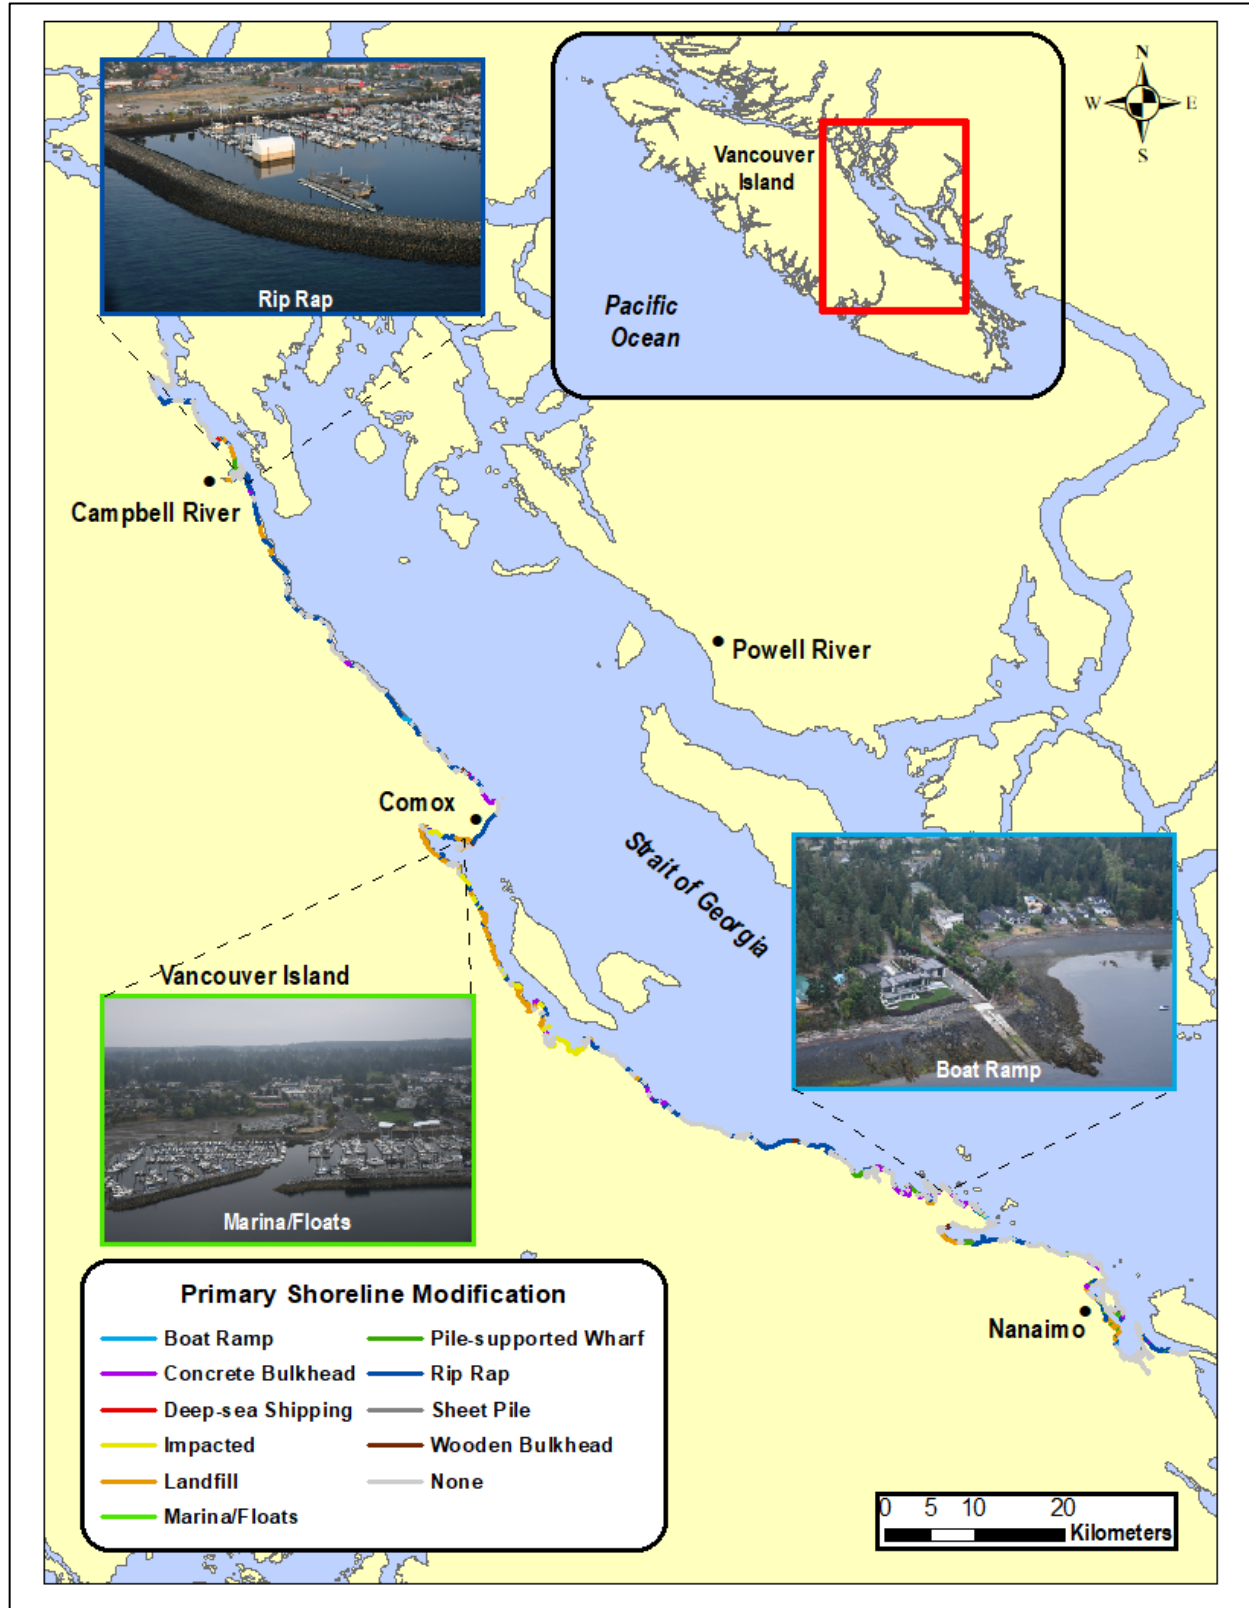 Rip Rap
Vancouver
Island
Pacific
Ocean
N
W
E
S
Campbell River
Powell River
Comox
Strait of Georgia
Vancouver Island
Boat Ramp
Marina/Floats
Nanaimo
Primary Shoreline Modification
Boat Ramp
Concrete Bulkhead
Deep-sea Shipping
Impacted
Landfill
Marina/Floats
Pile-supported Wharf
Rip Rap
Sheet Pile
Wooden Bulkhead
None
0 5 10 20
Kilometers